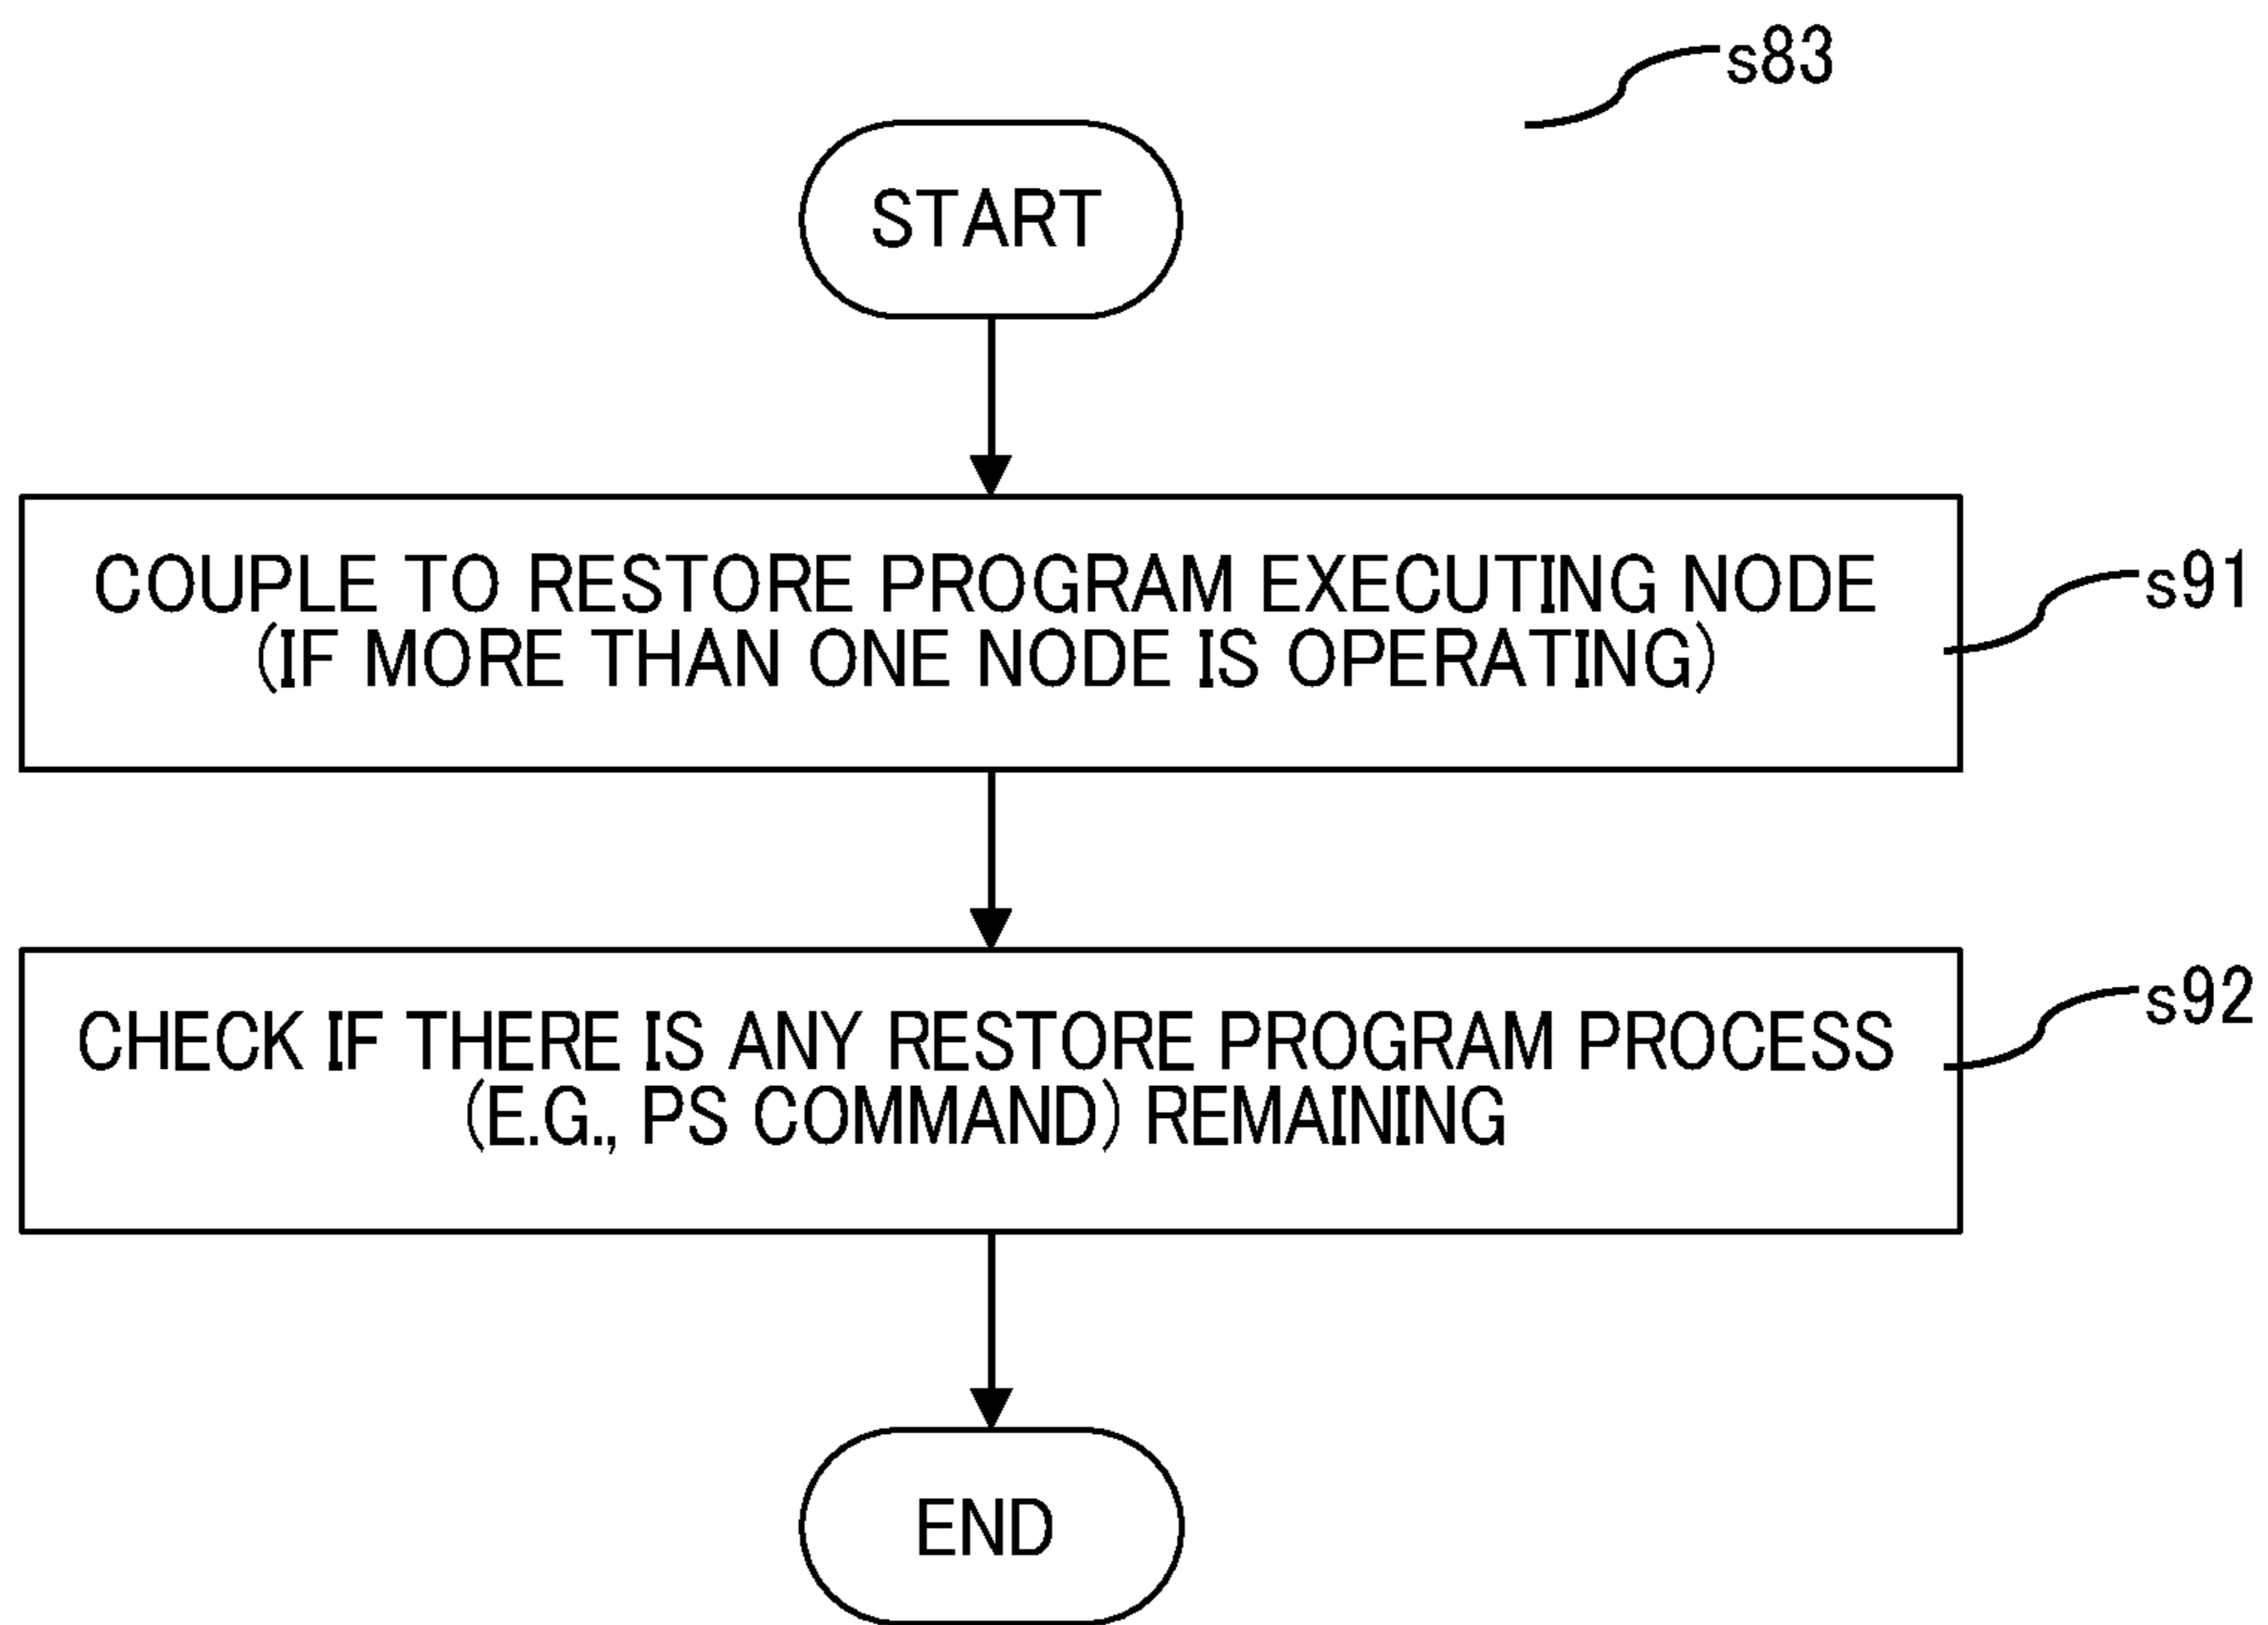 s83
START
COUPLE TO RESTORE PROGRAM EXECUTING NODE
(IF MORE THAN ONE NODE IS OPERATING)
s91
CHECK IF THERE IS ANY RESTORE PROGRAM PROCESS
(E.G., PS COMMAND) REMAINING
s92
END